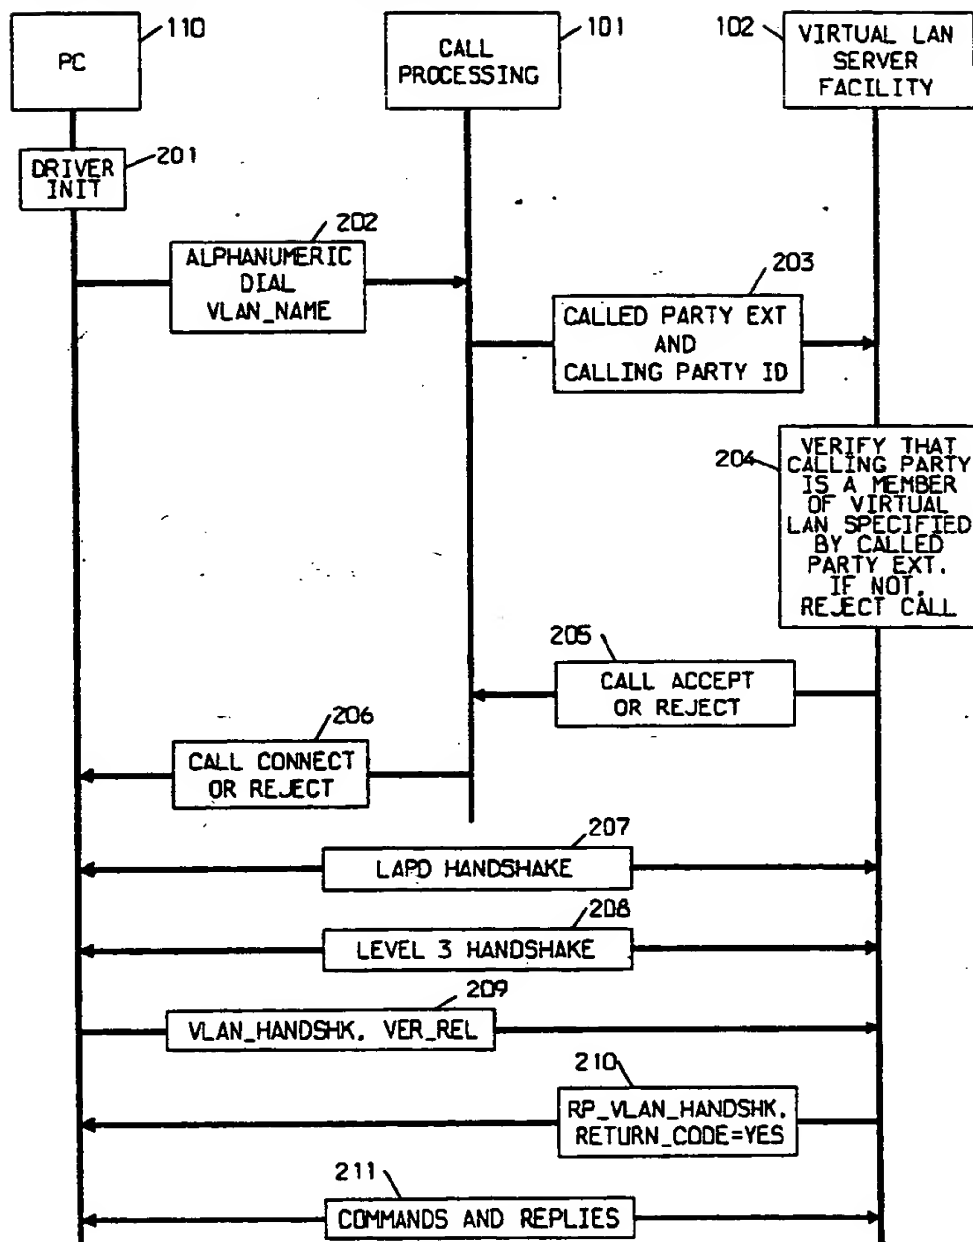 110
101
102
PC
CALL
PROCESSING
VIRTUAL LAN
SERVER
FACILITY
201
DRIVER
INIT
202
ALPHANUMERIC
DIAL
VLAN_NAME
203
CALLED PARTY EXT
AND
CALLING PARTY ID
204
VERIFY THAT
CALLING PARTY
IS A MEMBER
OF VIRTUAL
LAN SPECIFIED
BY CALLED
PARTY EXT.
IF NOT,
REJECT CALL
205
CALL ACCEPT
OR REJECT
206
CALL CONNECT
OR REJECT
207
LAPD HANDSHAKE
208
LEVEL 3 HANDSHAKE
209
VLAN_HANDSHK, VER_REL
210
RP_VLAN_HANDSHK,
RETURN_CODE=YES
211
COMMANDS AND REPLIES